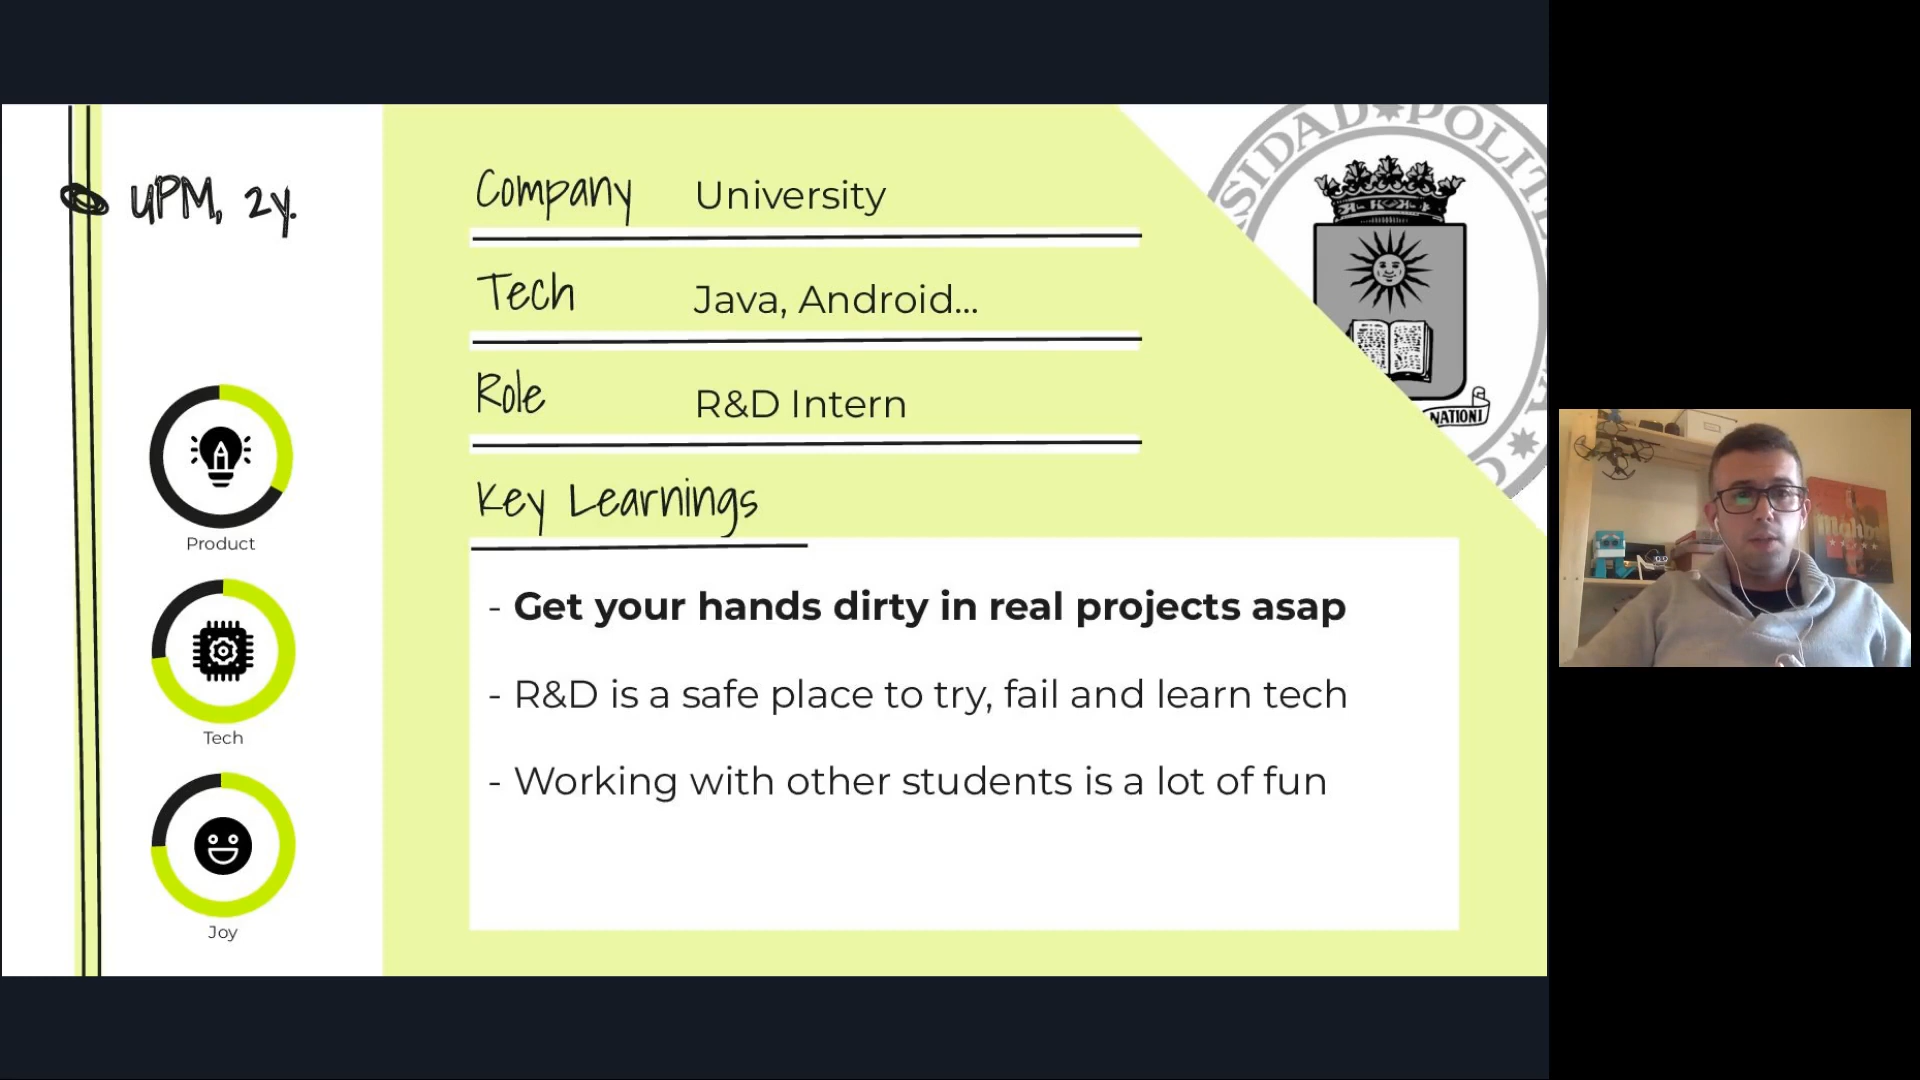 UPM, 2y.
Product
Tech
Joy
Company University
Tech Java, Android...
Role R&D Intern
Key Learnings
- Get your hands dirty in real projects asap
- R&D is a safe place to try, fail and learn tech
- Working with other students is a lot of fun
SIDAD POLITE
NATIONI